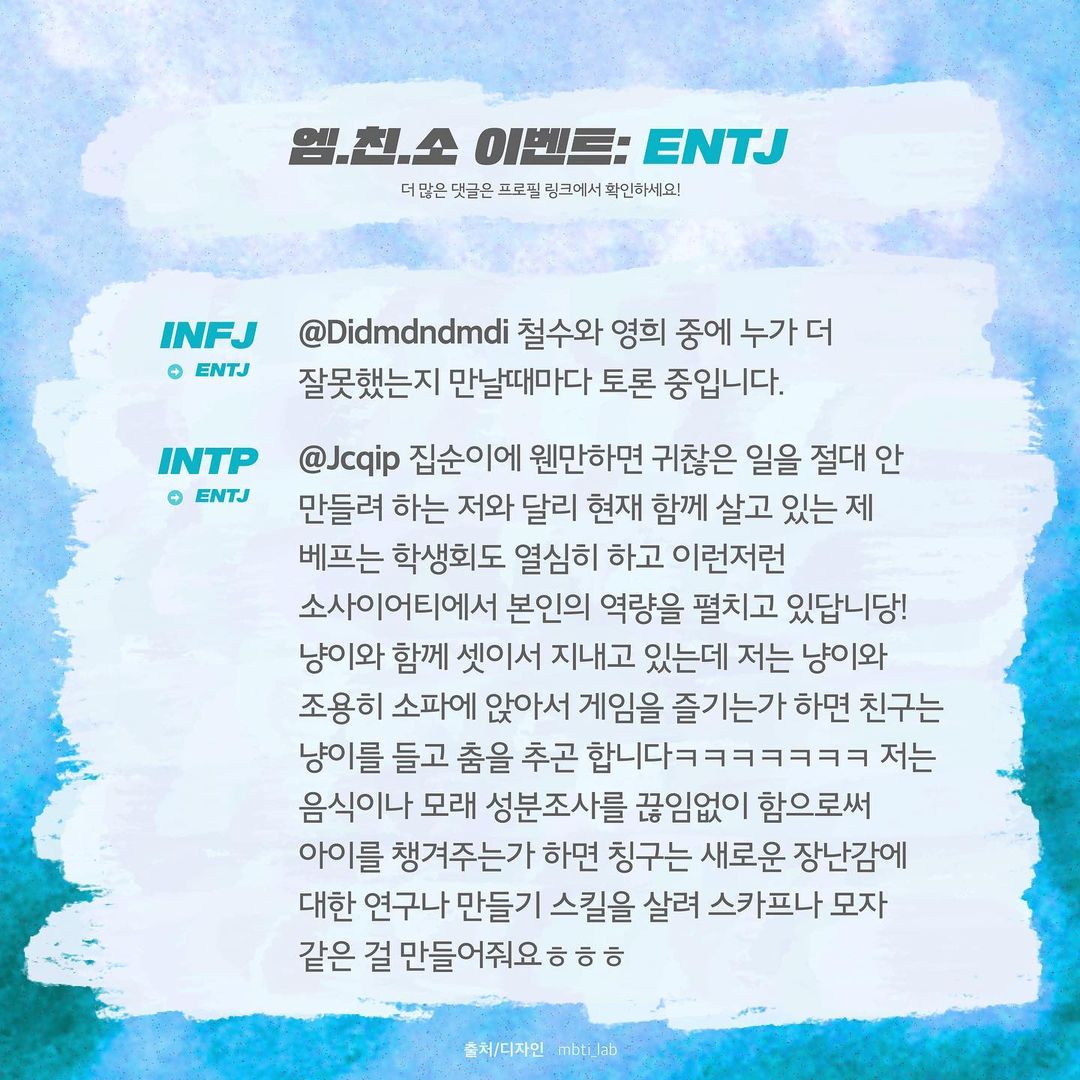 엠.친.소 이벤트: ENTJ
더 많은 댓글은 프로필 링크에서 확인하세요!
INFJ
ENTJ
@Didmdndmdi 철수와 영희 중에 누가 더
잘못했는지 만날때마다 토론 중입니다.
INTP
ENTJ
@Jcqip 집순이에 웬만하면 귀찮은 일을 절대 안
만들려 하는 저와 달리 현재 함께 살고 있는 제
베프는 학생회도 열심히 하고 이런저런
소사이어티에서 본인의 역량을 펼치고 있답니당!
냥이와 함께 셋이서 지내고 있는데 저는 냥이와
조용히 소파에 앉아서 게임을 즐기는가 하면 친구는
냥이를 들고 춤을 추곤 합니다ㅋㅋㅋㅋㅋㅋㅋ 저는
음식이나 모래 성분조사를 끊임없이 함으로써
아이를 챙겨주는가 하면 칭구는 새로운 장난감에
대한 연구나 만들기 스킬을 살려 스카프나 모자
같은 걸 만들어줘요ㅎㅎㅎ
출처/디자인 mbti_lab